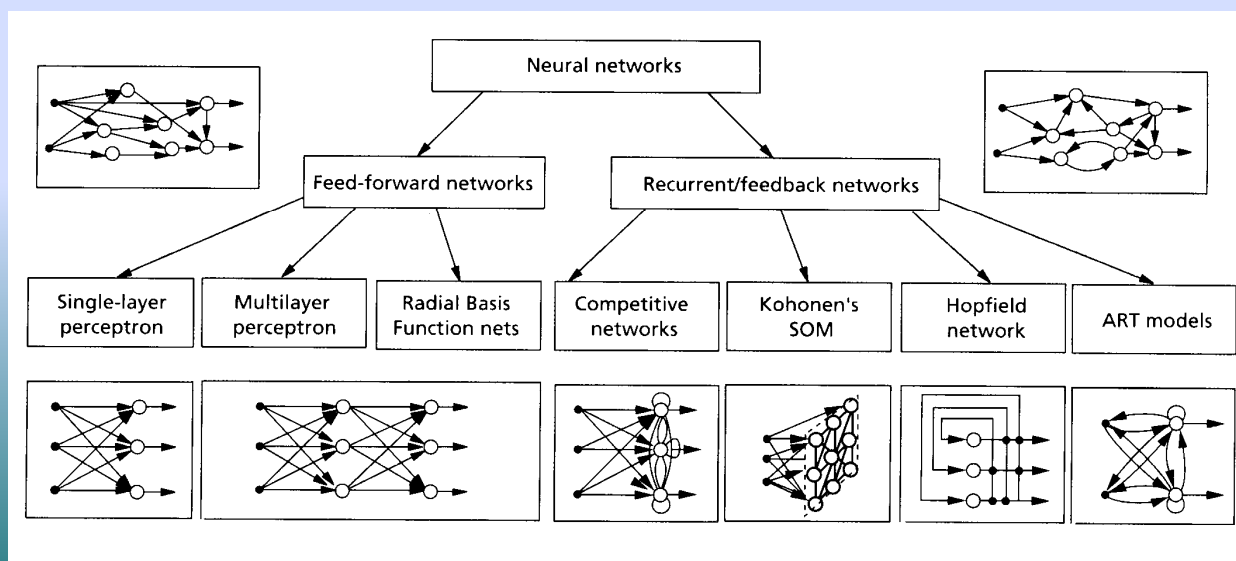 Neural networks
Feed-forward networks
Recurrent/feedback networks
Single-layer
perceptron
Multilayer
perceptron
Radial Basis
Function nets
Competitive
networks
Kohonen's
SOM
Hopfield
network
ART models